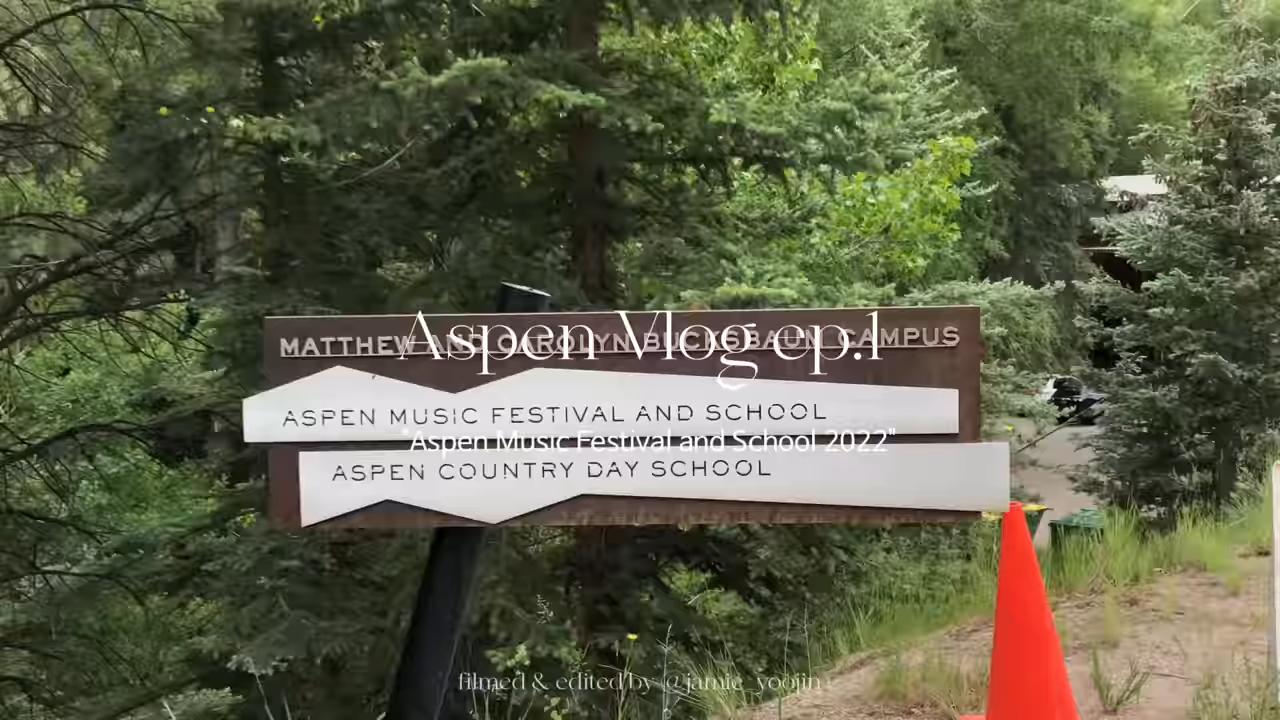 MATTHEW AND CAROLYN BUCKSBAUM CAMPUS
Aspen Vlog ep.1
ASPEN MUSIC FESTIVAL AND SCHOOL
"Aspen Music Festival and School 2022"
ASPEN COUNTRY DAY SCHOOL
filmed & edited by @jamie_yoojin